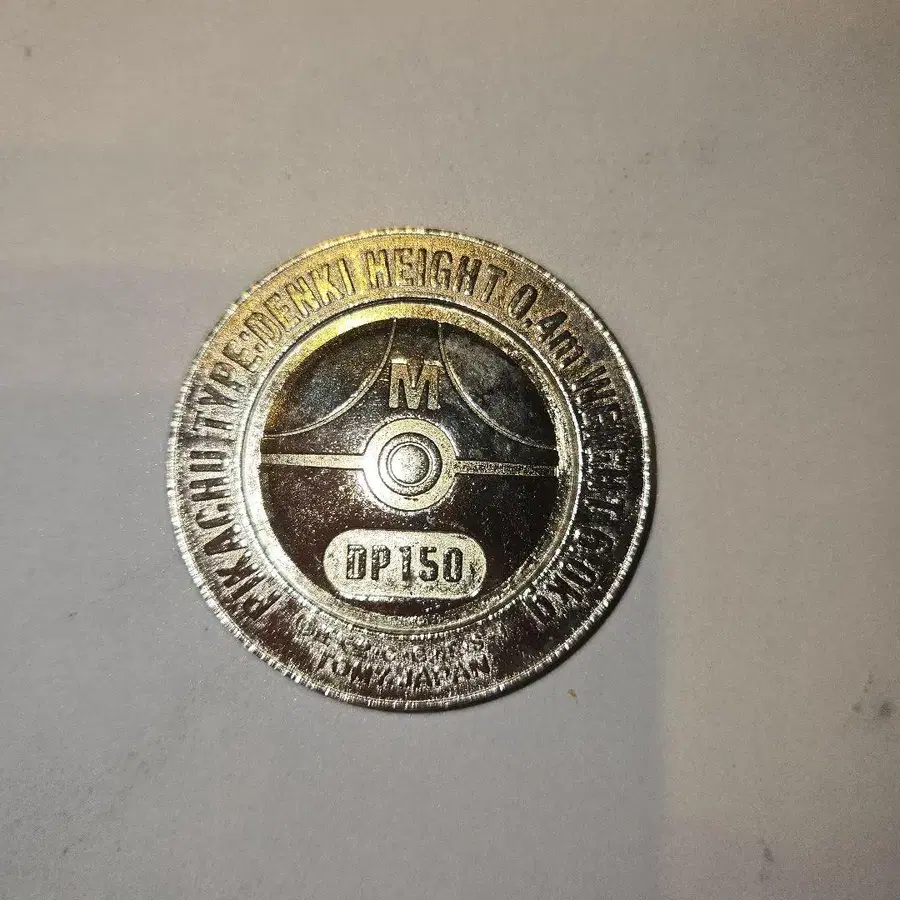 PIKACHU/TYPE:DENKI HEIGHT:0.4m/WEIGHT:6.0kg
M
DP150
TOMY JAPAN